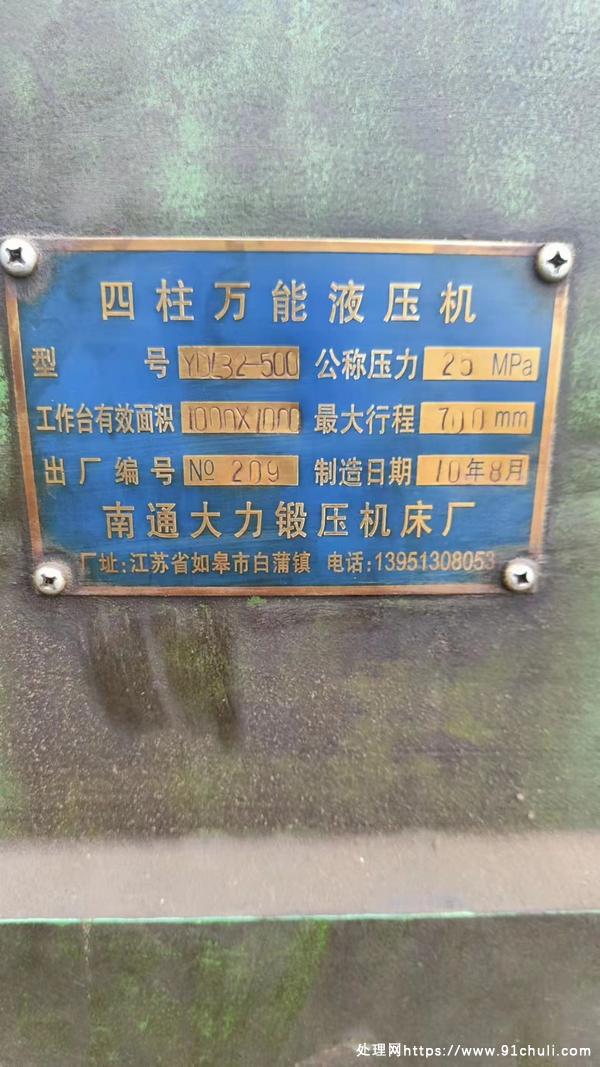 四柱万能液压机
型号 YDL32-500 公称压力 25 MPa
工作台有效面积 1000X1000 最大行程 700 mm
出厂编号 № 209 制造日期 10年8月
南通大力锻压机床厂
厂址:江苏省如皋市白蒲镇 电话:13951308053
处理网https://www.91chuli.com